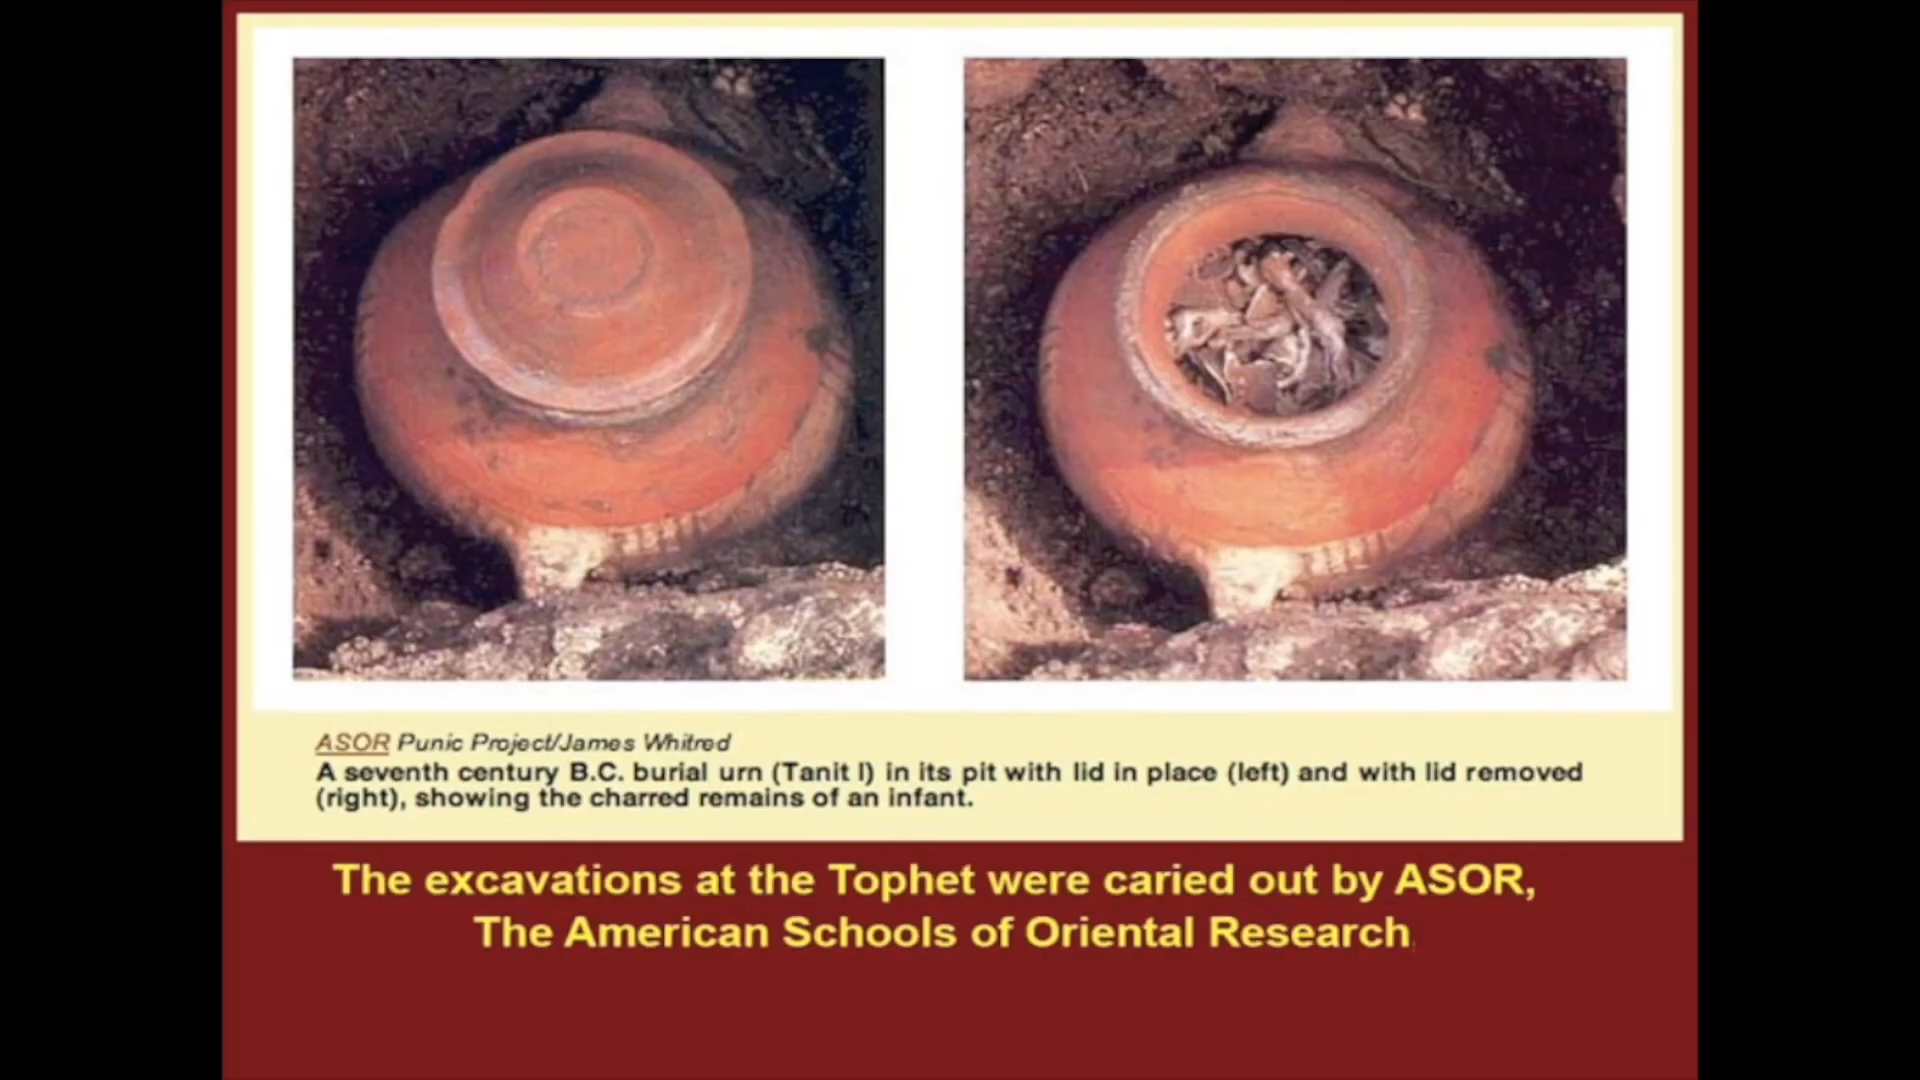 ASOR Punic Project/James Whitred
A seventh century B.C. burial urn (Tanit I) in its pit with lid in place (left) and with lid removed
(right), showing the charred remains of an infant.
The excavations at the Tophet were caried out by ASOR,
The American Schools of Oriental Research